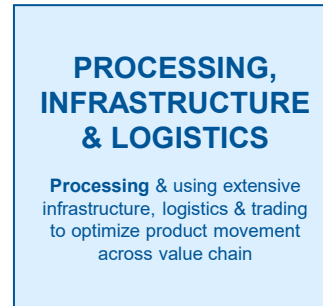 PROCESSING,
INFRASTRUCTURE
& LOGISTICS
Processing & using extensive
infrastructure, logistics & trading
to optimize product movement
across value chain